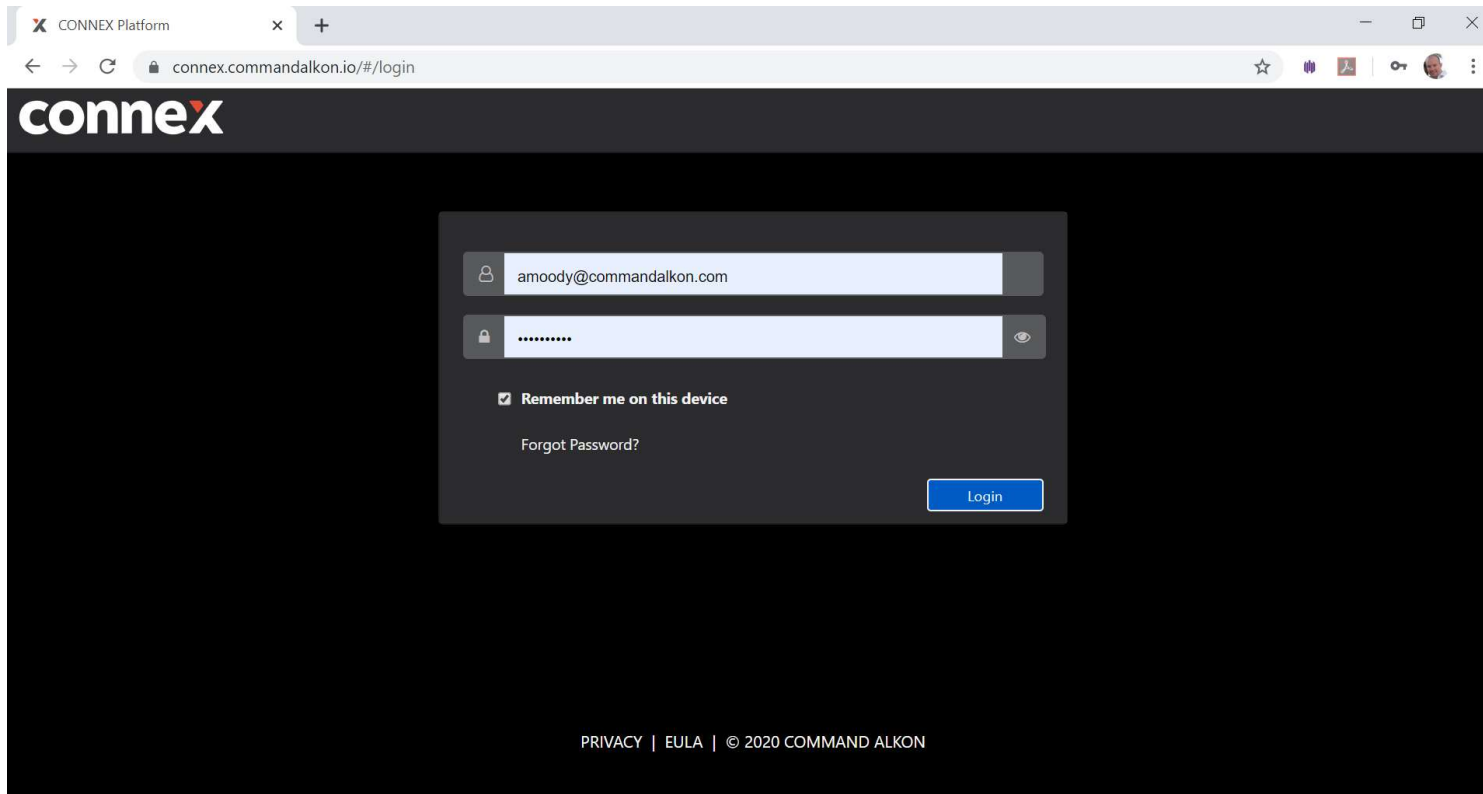 CONNEX Platform
connex.commandalkon.io/#/login
connex
amoody@commandalkon.com
••••••••••
Remember me on this device
Forgot Password?
Login
PRIVACY | EULA | © 2020 COMMAND ALKON